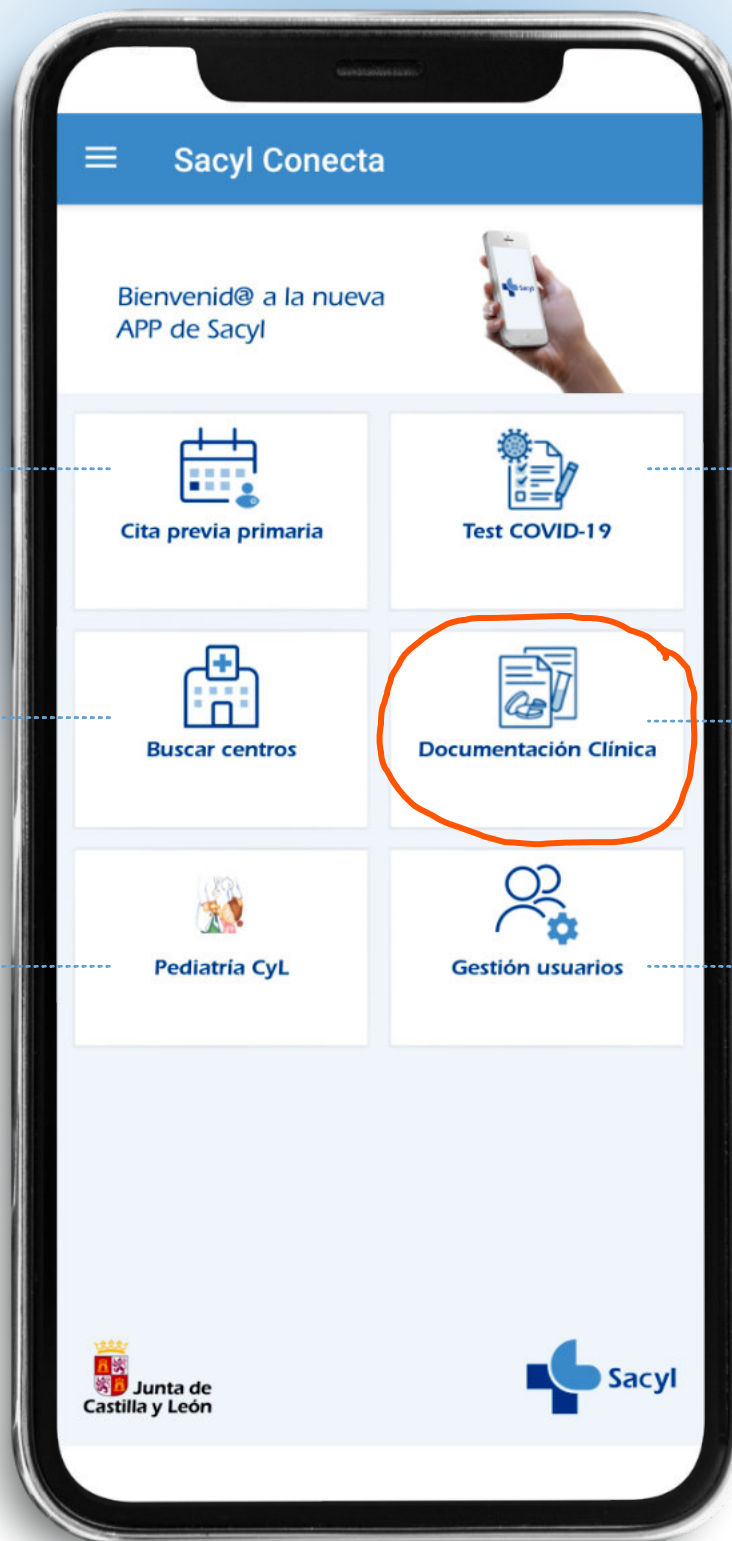 Sacyl Conecta
Bienvenid@ a la nueva
APP de Sacyl
Sacyl
Cita previa primaria
Test COVID-19
Buscar centros
Documentación Clínica
Pediatría CyL
Gestión usuarios
Junta de
Castilla y León
Sacyl